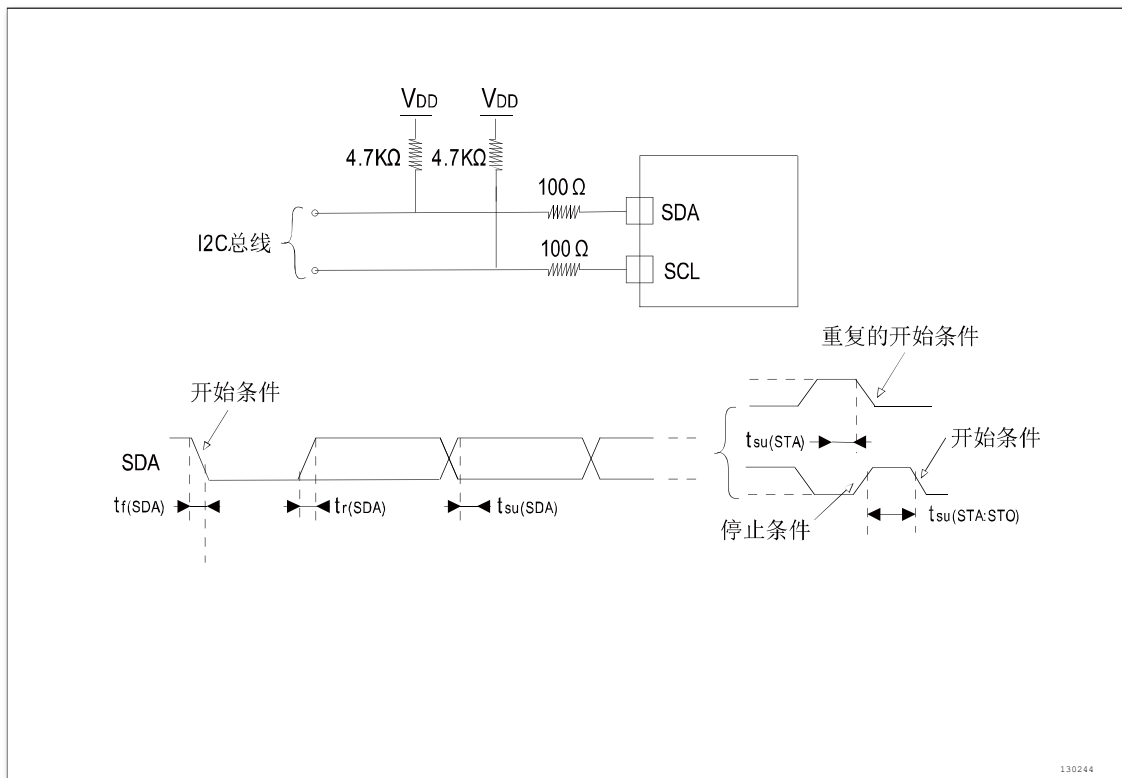 VDD VDD
4.7KΩ 4.7KΩ
100 Ω
SDA
I2C总线
100 Ω
SCL
重复的开始条件
开始条件
tsu(STA)
开始条件
SDA
tf(SDA) tr(SDA) tsu(SDA)
停止条件
tsu(STA:STO)
130244